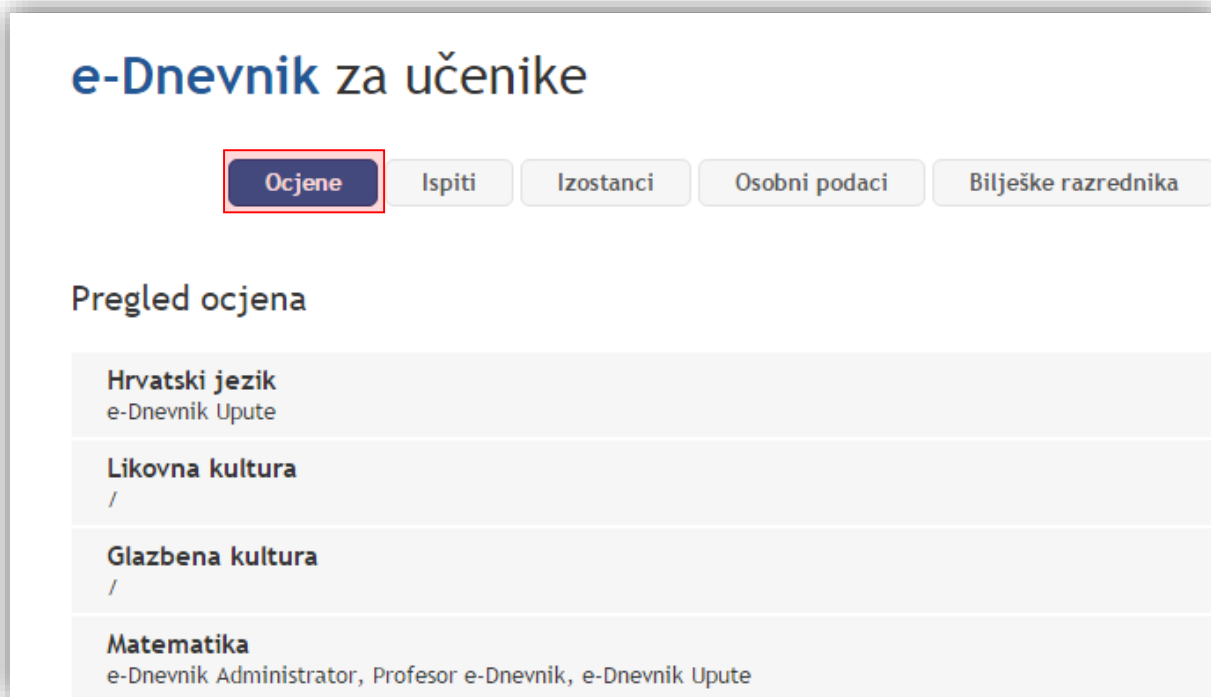 e-Dnevnik za učenike
Ocjene Ispiti Izostanci Osobni podaci Bilješke razrednika
Pregled ocjena
Hrvatski jezik
e-Dnevnik Upute
Likovna kultura
/
Glazbena kultura
/
Matematika
e-Dnevnik Administrator, Profesor e-Dnevnik, e-Dnevnik Upute